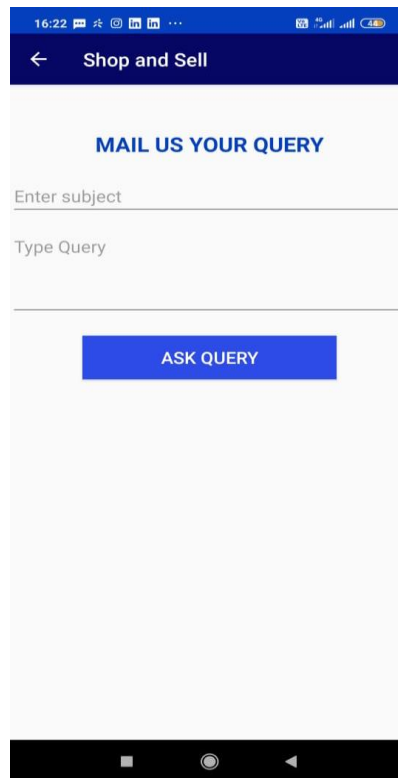 16:22
Shop and Sell
MAIL US YOUR QUERY
Enter subject
Type Query
ASK QUERY